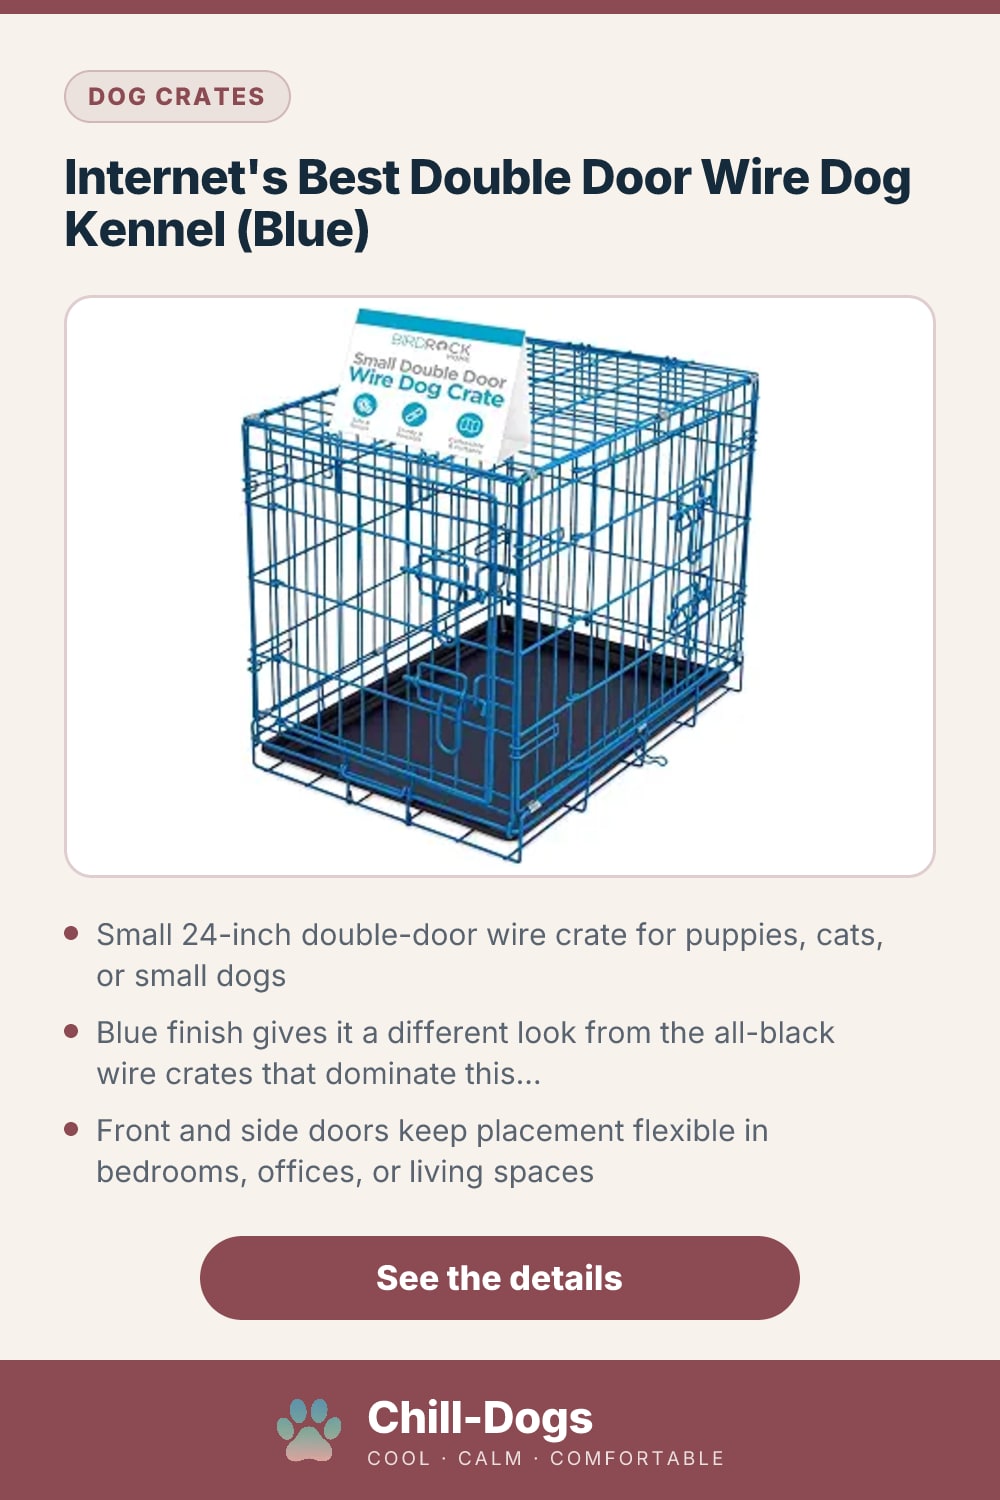 DOG CRATES
Internet's Best Double Door Wire Dog
Kennel (Blue)
BIRDROCK
HOME
Small Double Door
Wire Dog Crate
Small 24-inch double-door wire crate for puppies, cats,
or small dogs
Blue finish gives it a different look from the all-black
wire crates that dominate this...
Front and side doors keep placement flexible in
bedrooms, offices, or living spaces
See the details
Chill-Dogs
COOL · CALM · COMFORTABLE